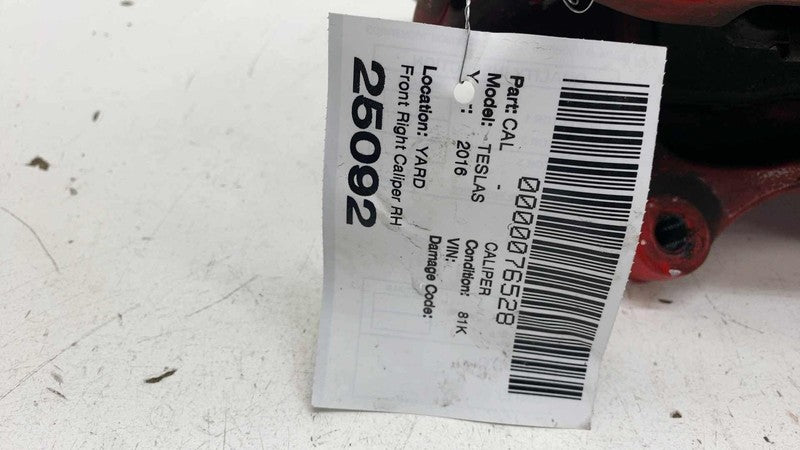 0000076528
Part: CAL - CALIPER
Model: TESLAS Condition: 81K
2016 VIN:
Location: YARD Damage Code:
Front Right Caliper RH
25092